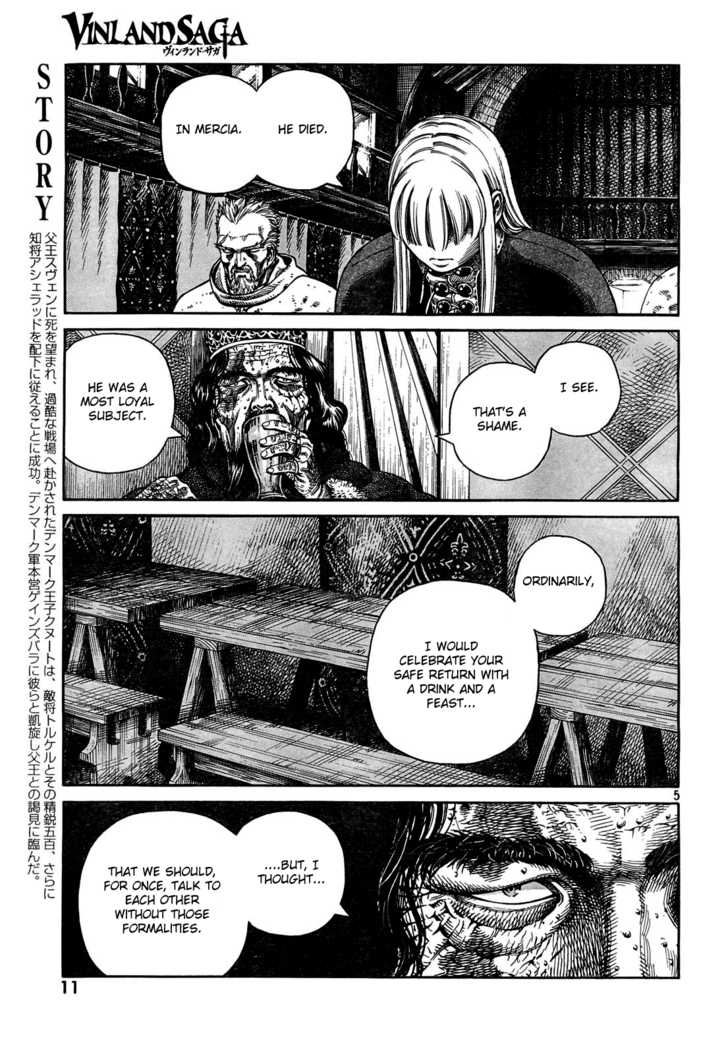 VINLAND SAGA
ヴィンランド・サガ
STORY
父王スヴェンに死を望まれ、過酷な戦場へ赴かされたデンマーク王子クヌートは、敵将トルケルとその精鋭五百、さらに
知将アシェラッドを配下に従えることに成功。デンマーク軍本営ゲインズバラに彼らと凱旋し父王との謁見に臨んだ。
HE DIED.
IN MERCIA.
I SEE.
THAT'S A
SHAME.
HE WAS A
MOST LOYAL
SUBJECT.
ORDINARILY,
I WOULD
CELEBRATE YOUR
SAFE RETURN WITH
A DRINK AND A
FEAST...
5
....BUT, I
THOUGHT...
THAT WE SHOULD,
FOR ONCE, TALK TO
EACH OTHER
WITHOUT THOSE
FORMALITIES.
11